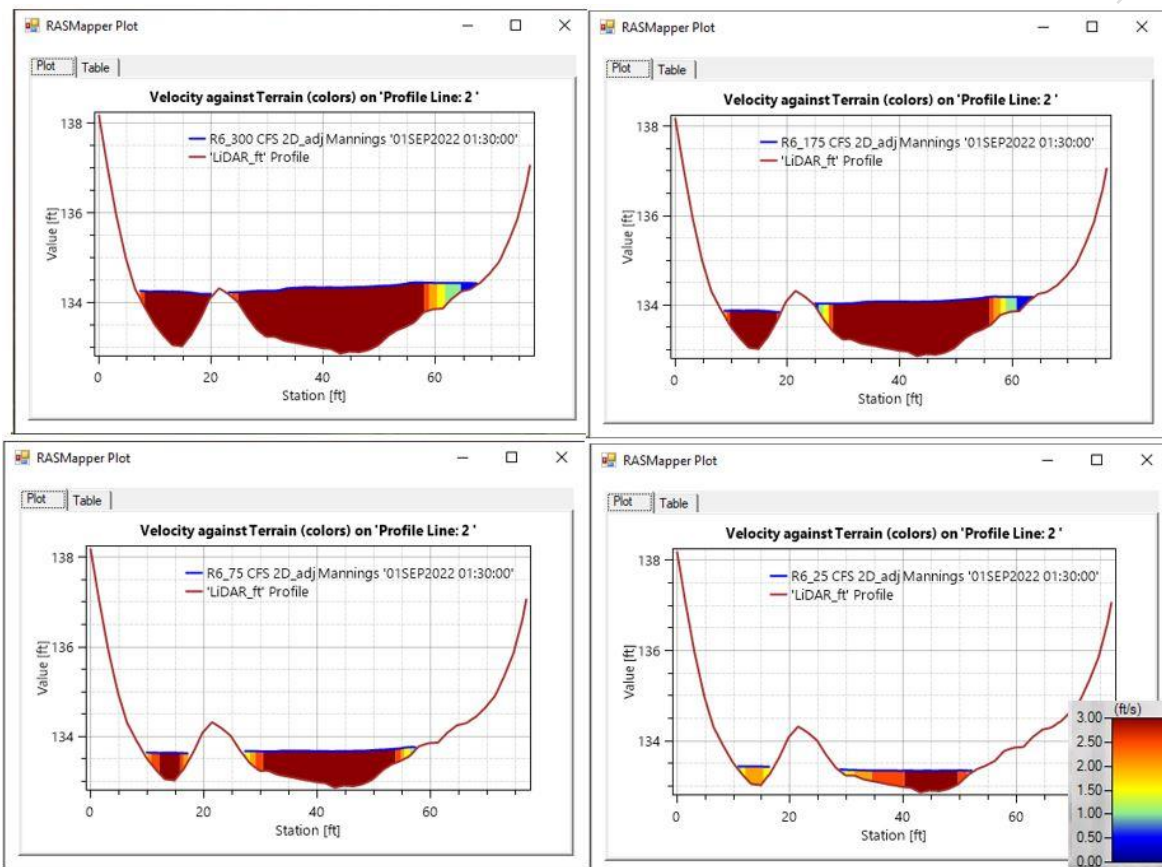 RASMapper Plot
Plot Table
Velocity against Terrain (colors) on 'Profile Line: 2 '
R6_300 CFS 2D_adj Mannings '01SEP2022 01:30:00'
'LiDAR_ft' Profile
138
136
134
Value [ft]
0 20 40 60
Station [ft]
RASMapper Plot
Plot Table
Velocity against Terrain (colors) on 'Profile Line: 2 '
R6_175 CFS 2D_adj Mannings '01SEP2022 01:30:00'
'LiDAR_ft' Profile
138
136
134
Value [ft]
0 20 40 60
Station [ft]
RASMapper Plot
Plot Table
Velocity against Terrain (colors) on 'Profile Line: 2 '
R6_75 CFS 2D_adj Mannings '01SEP2022 01:30:00'
'LiDAR_ft' Profile
138
136
134
Value [ft]
0 20 40 60
Station [ft]
RASMapper Plot
Plot Table
Velocity against Terrain (colors) on 'Profile Line: 2 '
R6_25 CFS 2D_adj Mannings '01SEP2022 01:30:00'
'LiDAR_ft' Profile
138
136
134
Value [ft]
0 20 40 60
Station [ft]
(ft/s)
3.00
2.50
2.00
1.50
1.00
0.50
0.00